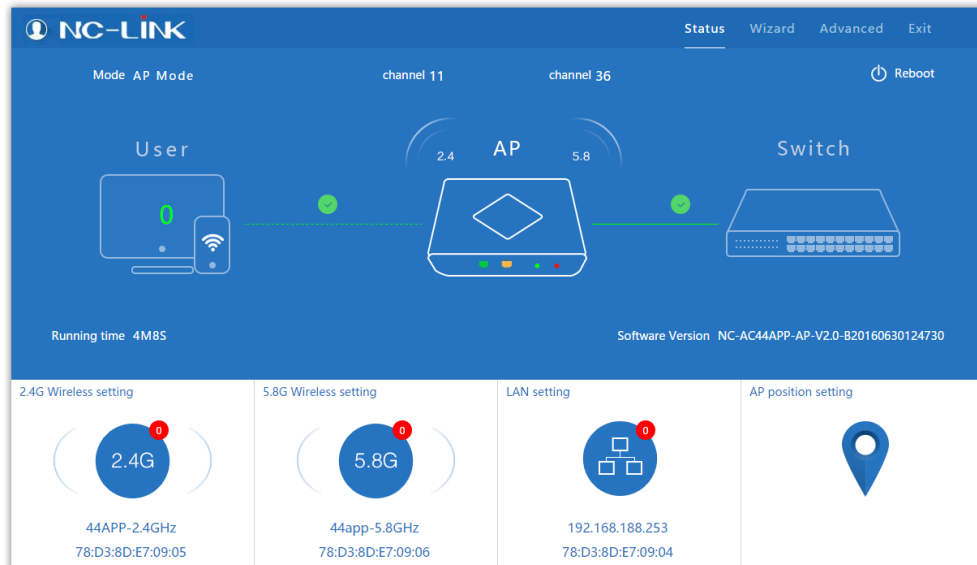 NC-LINK
Status Wizard Advanced Exit
Mode AP Mode channel 11 channel 36 Reboot
User 2.4 AP 5.8 Switch
0
Running time 4M8S Software Version NC-AC44APP-AP-V2.0-B20160630124730
2.4G Wireless setting 5.8G Wireless setting LAN setting AP position setting
0 0 0
2.4G 5.8G
44APP-2.4GHz 44app-5.8GHz 192.168.188.253
78:D3:8D:E7:09:05 78:D3:8D:E7:09:06 78:D3:8D:E7:09:04